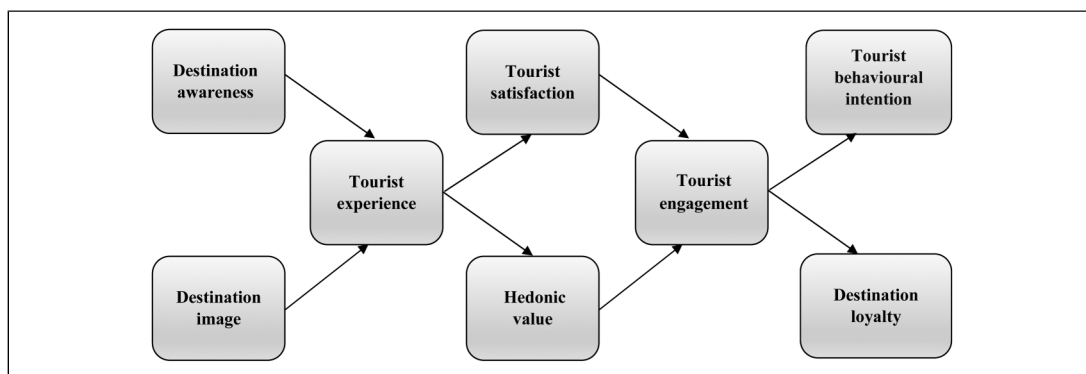 Destination
awareness
Tourist
satisfaction
Tourist
behavioural
intention
Tourist
experience
Tourist
engagement
Destination
image
Hedonic
value
Destination
loyalty